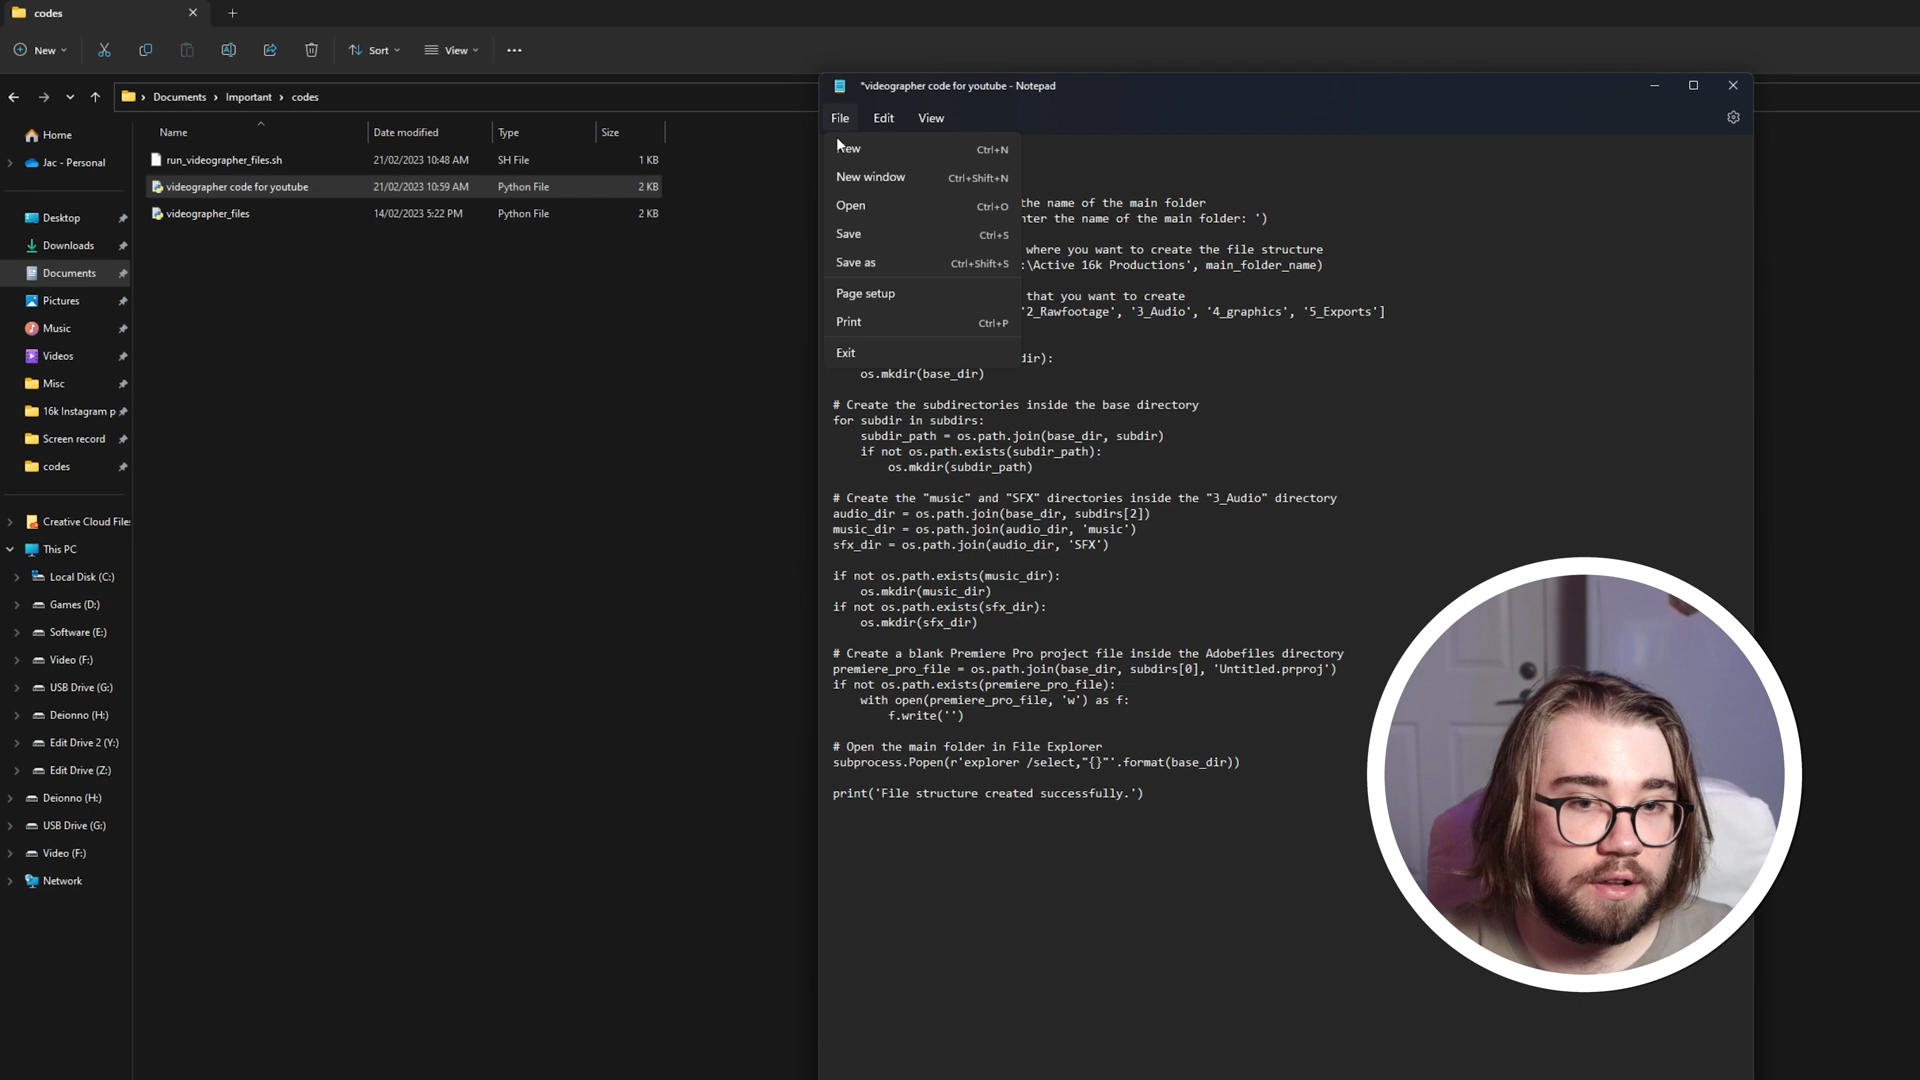 codes
New
Sort
View
Documents
Important
codes
Home
Jac - Personal
Desktop
Downloads
Documents
Pictures
Music
Videos
Misc
16k Instagram p
Screen record
codes
Creative Cloud Files
This PC
Local Disk (C:)
Games (D:)
Software (E:)
Video (F:)
USB Drive (G:)
Deionno (H:)
Edit Drive 2 (Y:)
Edit Drive (Z:)
Deionno (H:)
USB Drive (G:)
Video (F:)
Network
Name Date modified Type Size
run_videographer_files.sh 21/02/2023 10:48 AM SH File 1 KB
videographer code for youtube 21/02/2023 10:59 AM Python File 2 KB
videographer_files 14/02/2023 5:22 PM Python File 2 KB
*videographer code for youtube - Notepad
File Edit View
New Ctrl+N
New window Ctrl+Shift+N
Open Ctrl+O
Save Ctrl+S
Save as Ctrl+Shift+S
Page setup
Print Ctrl+P
Exit
the name of the main folder
nter the name of the main folder: ')
where you want to create the file structure
:\Active 16k Productions', main_folder_name)
that you want to create
'2_Rawfootage', '3_Audio', '4_graphics', '5_Exports']
dir):
os.mkdir(base_dir)
# Create the subdirectories inside the base directory
for subdir in subdirs:
subdir_path = os.path.join(base_dir, subdir)
if not os.path.exists(subdir_path):
os.mkdir(subdir_path)
# Create the "music" and "SFX" directories inside the "3_Audio" directory
audio_dir = os.path.join(base_dir, subdirs[2])
music_dir = os.path.join(audio_dir, 'music')
sfx_dir = os.path.join(audio_dir, 'SFX')
if not os.path.exists(music_dir):
os.mkdir(music_dir)
if not os.path.exists(sfx_dir):
os.mkdir(sfx_dir)
# Create a blank Premiere Pro project file inside the Adobefiles directory
premiere_pro_file = os.path.join(base_dir, subdirs[0], 'Untitled.prproj')
if not os.path.exists(premiere_pro_file):
with open(premiere_pro_file, 'w') as f:
f.write('')
# Open the main folder in File Explorer
subprocess.Popen(r'explorer /select,"{}"'.format(base_dir))
print('File structure created successfully.')